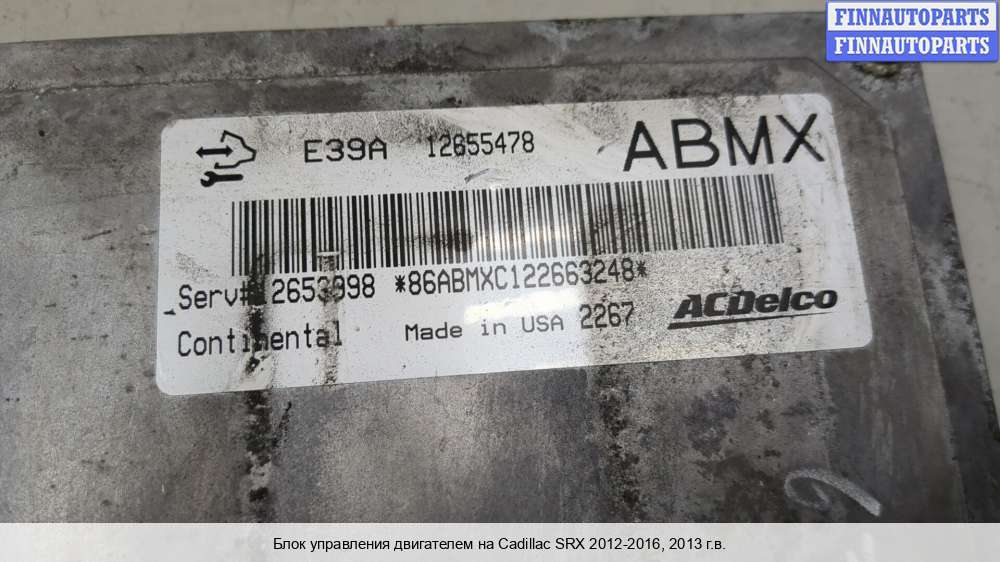 FINNAUTOPARTS
FINNAUTOPARTS
E39A 12655478 ABMX
Serv# 12653998 *86ABMXC122663248*
Continental Made in USA 2267 ACDelco
Блок управления двигателем на Cadillac SRX 2012-2016, 2013 г.в.